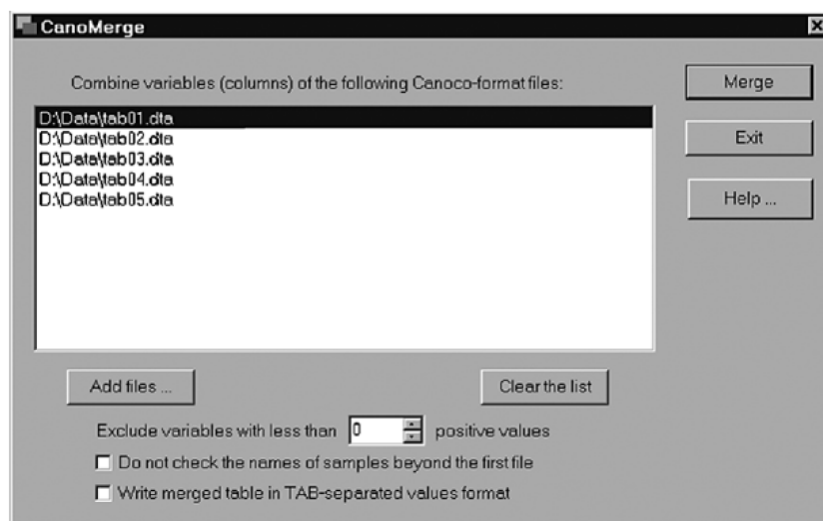 CanoMerge
Combine variables (columns) of the following Canoco-format files:
Merge
D:\Data\tab01.dta
D:\Data\tab02.dta
Exit
D:\Data\tab03.dta
D:\Data\tab04.dta
D:\Data\tab05.dta
Help ...
Add files ...
Clear the list
Exclude variables with less than 0 positive values
Do not check the names of samples beyond the first file
Write merged table in TAB-separated values format